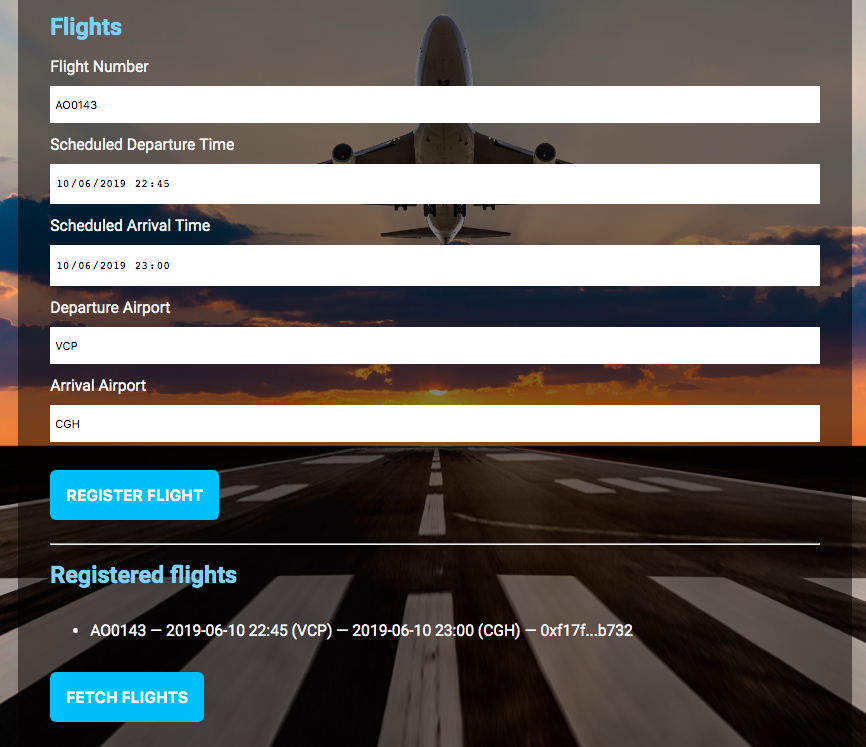 Flights
Flight Number
AO0143
Scheduled Departure Time
10/06/2019 22:45
Scheduled Arrival Time
10/06/2019 23:00
Departure Airport
VCP
Arrival Airport
CGH
REGISTER FLIGHT
Registered flights
• AO0143 — 2019-06-10 22:45 (VCP) — 2019-06-10 23:00 (CGH) — 0xf17f...b732
FETCH FLIGHTS